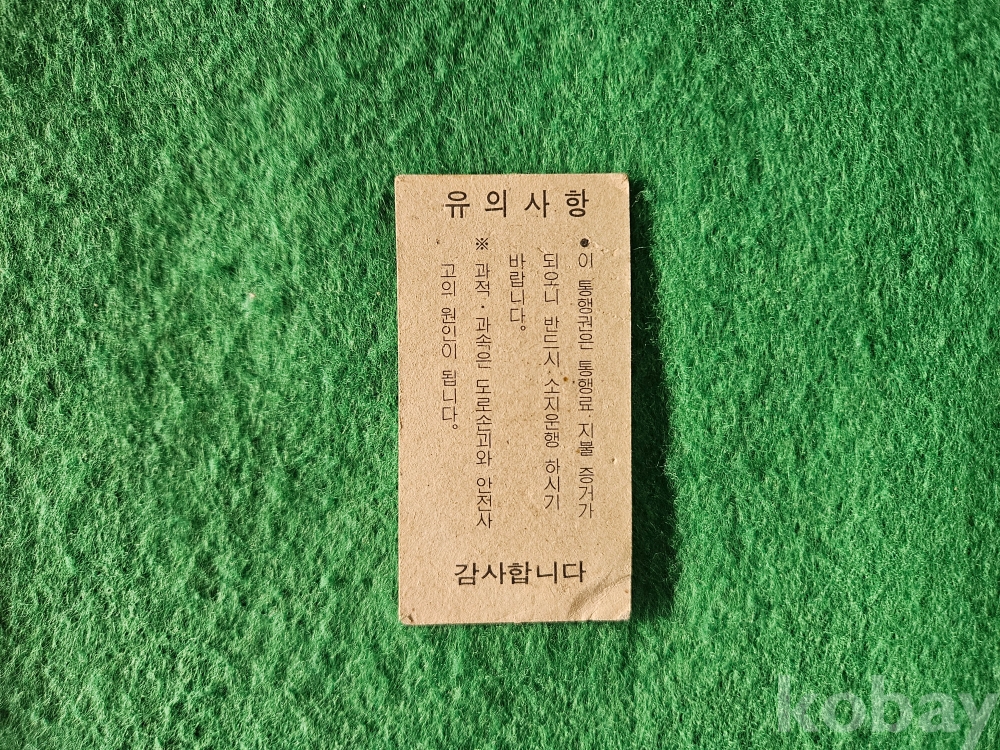 유의사항
● 이 통행권은 통행료 지불 증거가
되오니 반드시 소지운행 하시기
바랍니다.
※ 과적·과속은 도로손괴와 안전사
고의 원인이 됩니다.
감사합니다
kobay